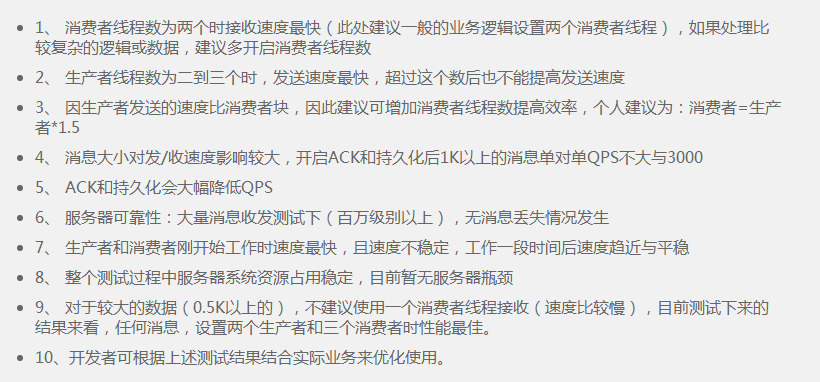 1、 消费者线程数为两个时接收速度最快（此处建议一般的业务逻辑设置两个消费者线程），如果处理比
较复杂的逻辑或数据，建议多开启消费者线程数
2、 生产者线程数为二到三个时，发送速度最快，超过这个数后也不能提高发送速度
3、 因生产者发送的速度比消费者块，因此建议可增加消费者线程数提高效率，个人建议为：消费者=生产
者*1.5
4、 消息大小对发/收速度影响较大，开启ACK和持久化后1K以上的消息单对单QPS不大与3000
5、 ACK和持久化会大幅降低QPS
6、 服务器可靠性：大量消息收发测试下（百万级别以上），无消息丢失情况发生
7、 生产者和消费者刚开始工作时速度最快，且速度不稳定，工作一段时间后速度趋近与平稳
8、 整个测试过程中服务器系统资源占用稳定，目前暂无服务器瓶颈
9、 对于较大的数据（0.5K以上的），不建议使用一个消费者线程接收（速度比较慢），目前测试下来的
结果来看，任何消息，设置两个生产者和三个消费者时性能最佳。
10、开发者可根据上述测试结果结合实际业务来优化使用。